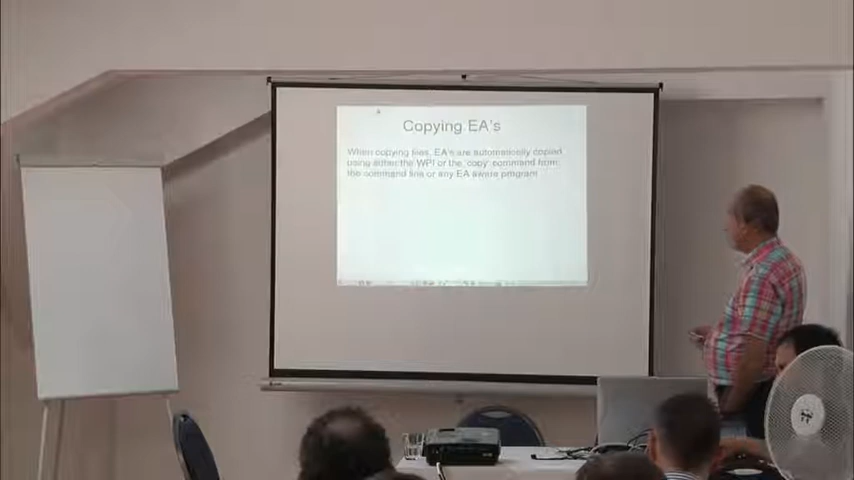 Copying EA's
When copying files, EA's are automatically copied
using either the WPI or the 'copy' command from
the command line or any EA aware program